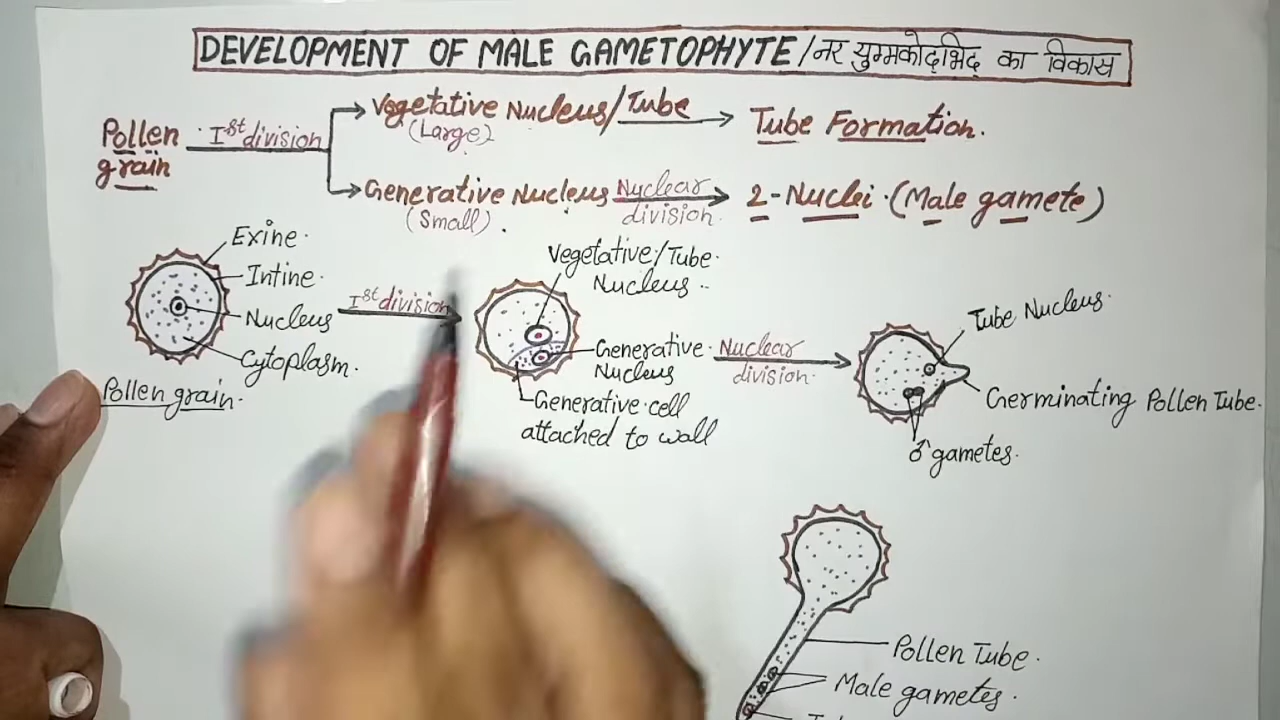 DEVELOPMENT OF MALE GAMETOPHYTE/नर युग्मकोद्भिद् का विकास
Pollen grain
Ist division
Vegetative Nucleus/Tube
(Large)
Tube Formation.
Generative Nucleus
(Small).
Nuclear division.
2-Nuclei.(Male gamete)
Exine.
Intine.
Nucleus
Cytoplasm.
Pollen grain.
Ist division
Vegetative/Tube
Nucleus..
Generative.
Nucleus
Generative.cell
attached to wall
Nuclear
division.
Tube Nucleus.
Germinating Pollen Tube.
♂ gametes.
Pollen Tube.
Male gametes.